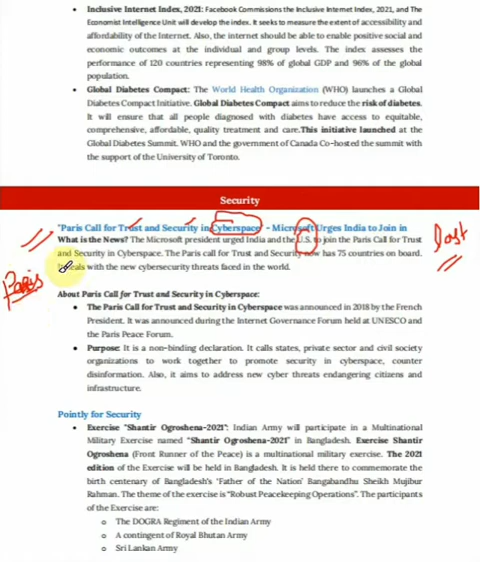 • Inclusive Internet Index, 2021: Facebook Commissions the Inclusive Internet Index, 2021, and The
Economist Intelligence Unit will develop the index. It seeks to measure the extent of accessibility and
affordability of the Internet. Also, the internet should be able to enable positive social and
economic outcomes at the individual and group levels. The index assesses the
performance of 120 countries representing 98% of global GDP and 96% of the global
population.
• Global Diabetes Compact: The World Health Organization (WHO) launches a Global
Diabetes Compact Initiative. Global Diabetes Compact aims to reduce the risk of diabetes.
It will ensure that all people diagnosed with diabetes have access to equitable,
comprehensive, affordable, quality treatment and care.This initiative launched at the
Global Diabetes Summit. WHO and the government of Canada Co-hosted the summit with
the support of the University of Toronto.
Security
"Paris Call for Trust and Security in Cyberspace - Microsoft Urges India to Join in
What is the News? The Microsoft president urged India and the U.S. to join the Paris Call for Trust
and Security in Cyberspace. The Paris call for Trust and Security now has 75 countries on board.
with the new cybersecurity threats faced in the world.
last
Paris
About Paris Call for Trust and Security in Cyberspace:
• The Paris Call for Trust and Security in Cyberspace was announced in 2018 by the French
President. It was announced during the Internet Governance Forum held at UNESCO and
the Paris Peace Forum.
• Purpose: It is a non-binding declaration. It calls states, private sector and civil society
organizations to work together to promote security in cyberspace, counter
disinformation. Also, it aims to address new cyber threats endangering citizens and
infrastructure.
Pointly for Security
• Exercise "Shantir Ogroshena-2021": Indian Army will participate in a Multinational
Military Exercise named "Shantir Ogroshena-2021" in Bangladesh. Exercise Shantir
Ogroshena (Front Runner of the Peace) is a multinational military exercise. The 2021
edition of the Exercise will be held in Bangladesh. It is held there to commemorate the
birth centenary of Bangladesh's 'Father of the Nation' Bangabandhu Sheikh Mujibur
Rahman. The theme of the exercise is "Robust Peacekeeping Operations". The participants
of the Exercise are:
o The DOGRA Regiment of the Indian Army
o A contingent of Royal Bhutan Army
o Sri Lankan Army